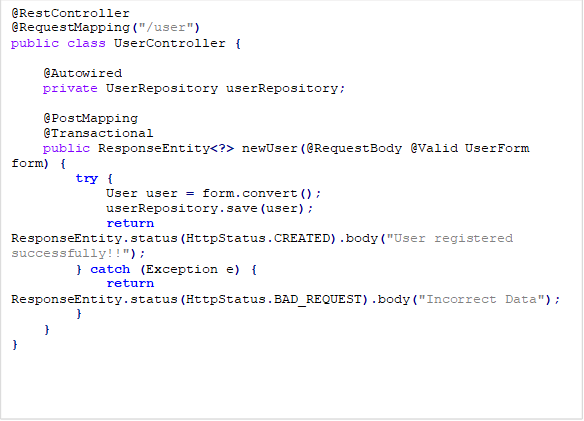 @RestController
@RequestMapping("/user")
public class UserController {
@Autowired
private UserRepository userRepository;
@PostMapping
@Transactional
public ResponseEntity<?> newUser(@RequestBody @Valid UserForm
form) {
try {
User user = form.convert();
userRepository.save(user);
return
ResponseEntity.status(HttpStatus.CREATED).body("User registered
successfully!!");
} catch (Exception e) {
return
ResponseEntity.status(HttpStatus.BAD_REQUEST).body("Incorrect Data");
}
}
}